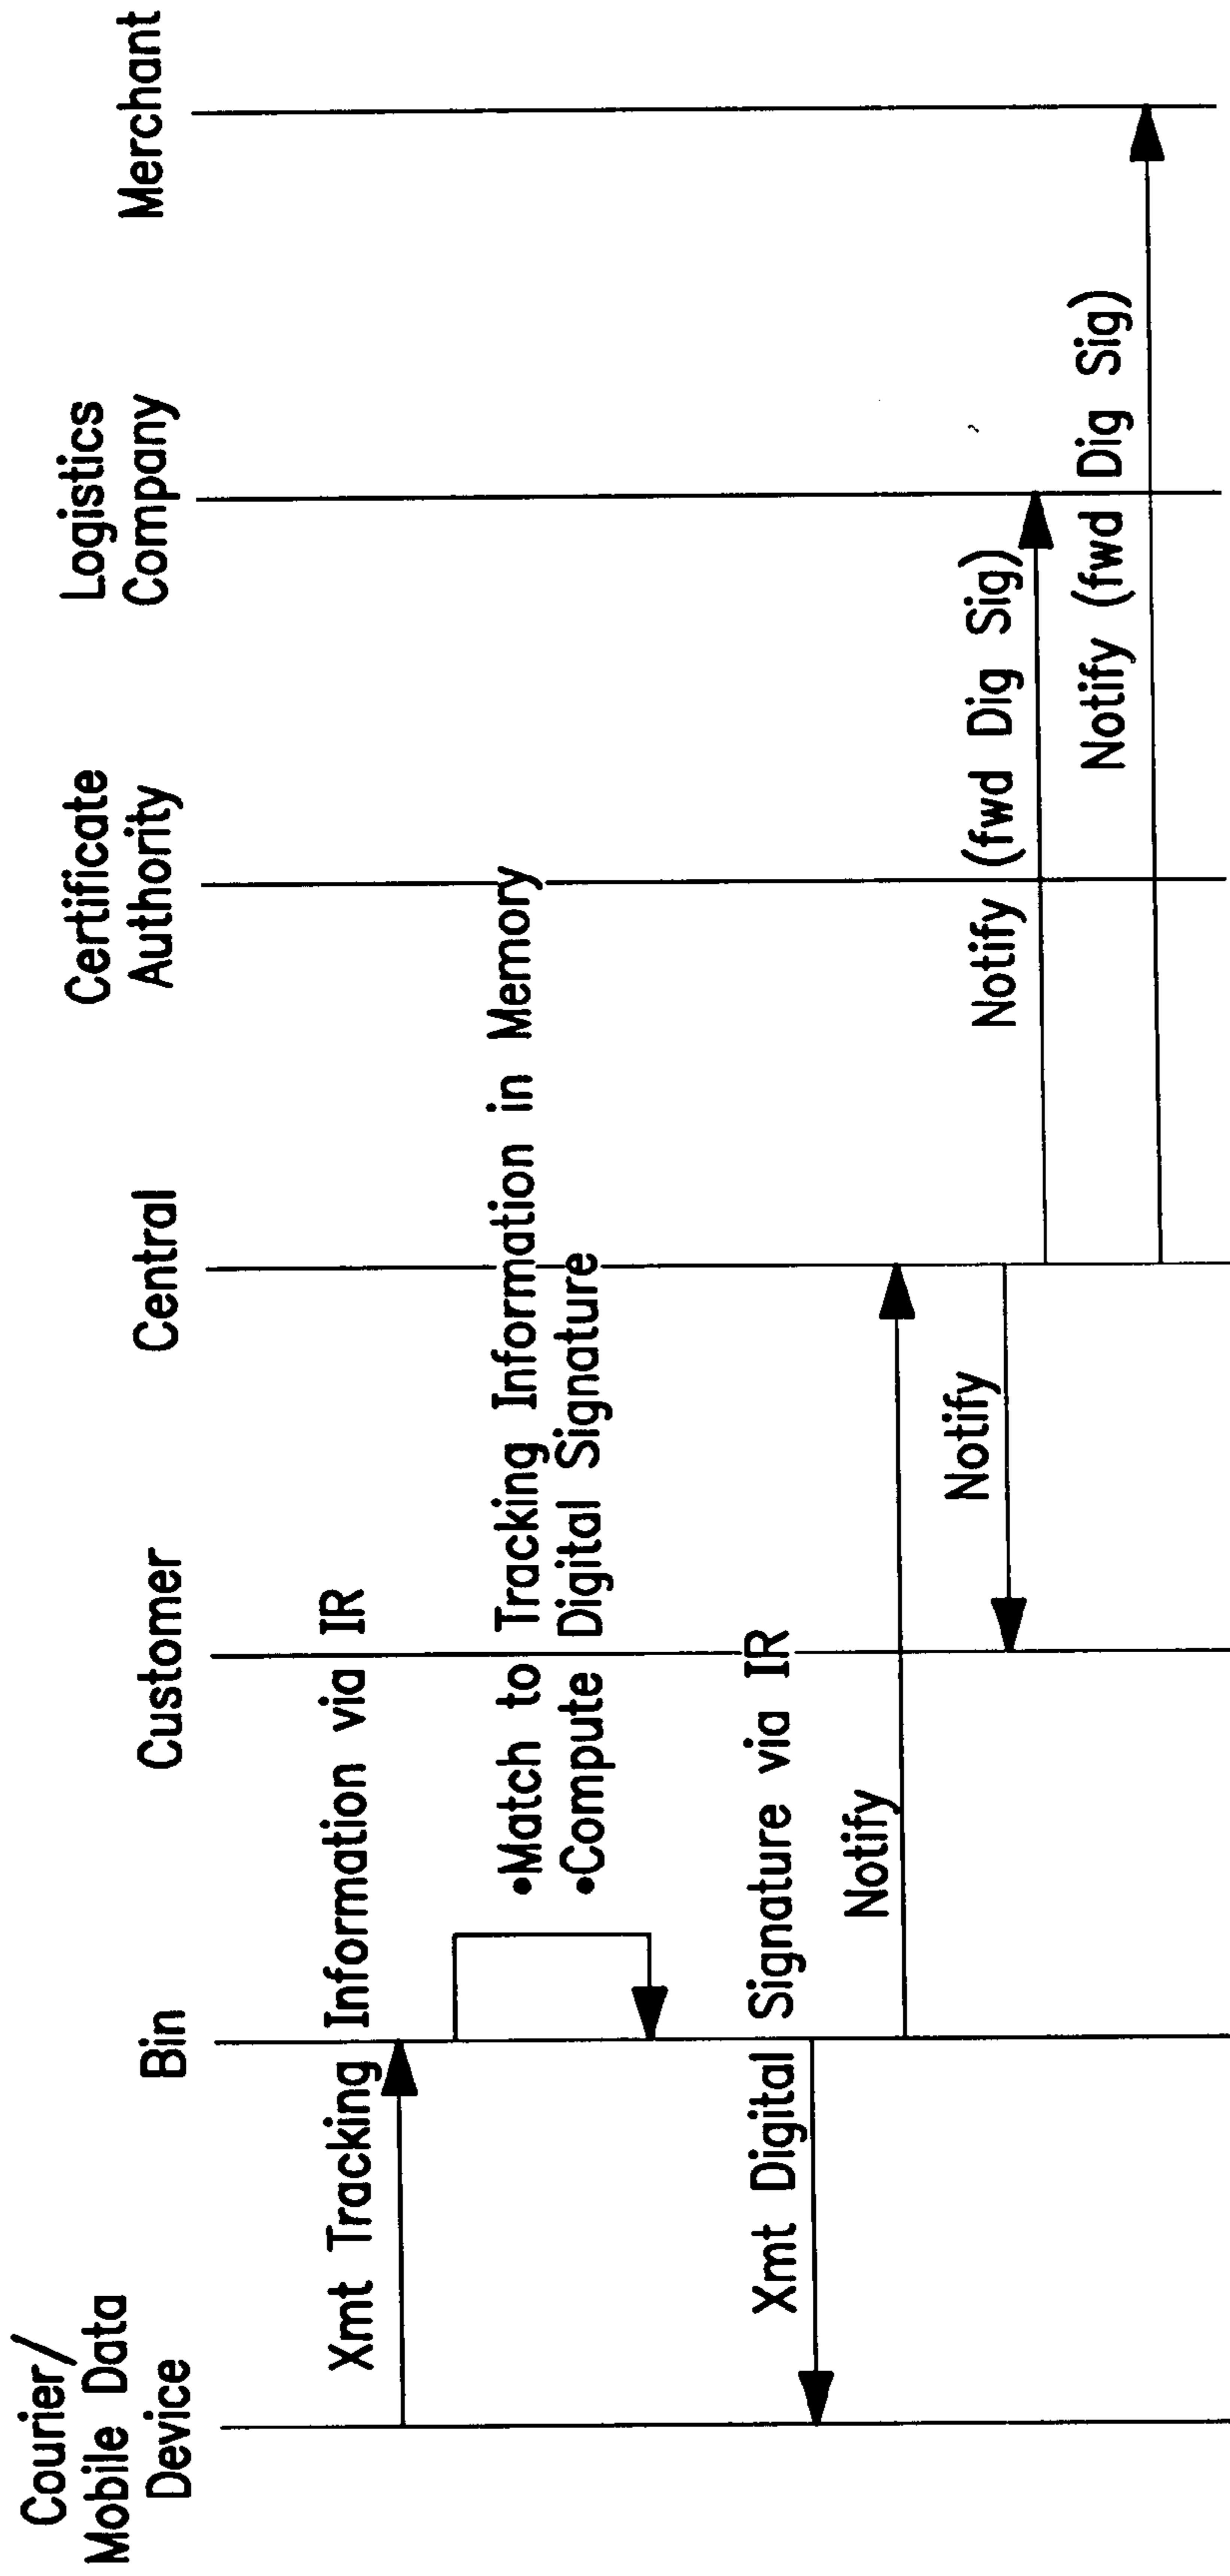 Courier/
Mobile Data
Device
Bin
Customer
Central
Certificate
Authority
Logistics
Company
Merchant
Xmt Tracking Information via IR
•Match to Tracking Information in Memory
•Compute Digital Signature
Xmt Digital Signature via IR
Notify
Notify
Notify (fwd Dig Sig)
Notify (fwd Dig Sig)